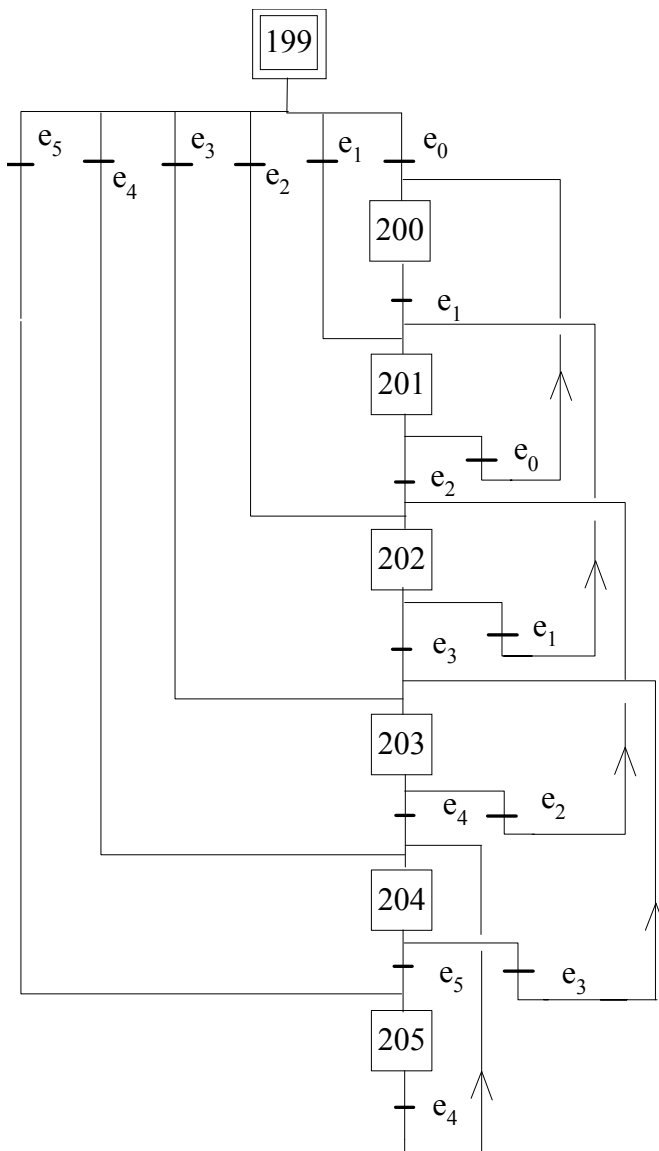 199
e₅ e₄ e₃ e₂ e₁ e₀
200
e₁
201
e₀
e₂
202
e₁
e₃
203
e₄ e₂
204
e₅ e₃
205
e₄